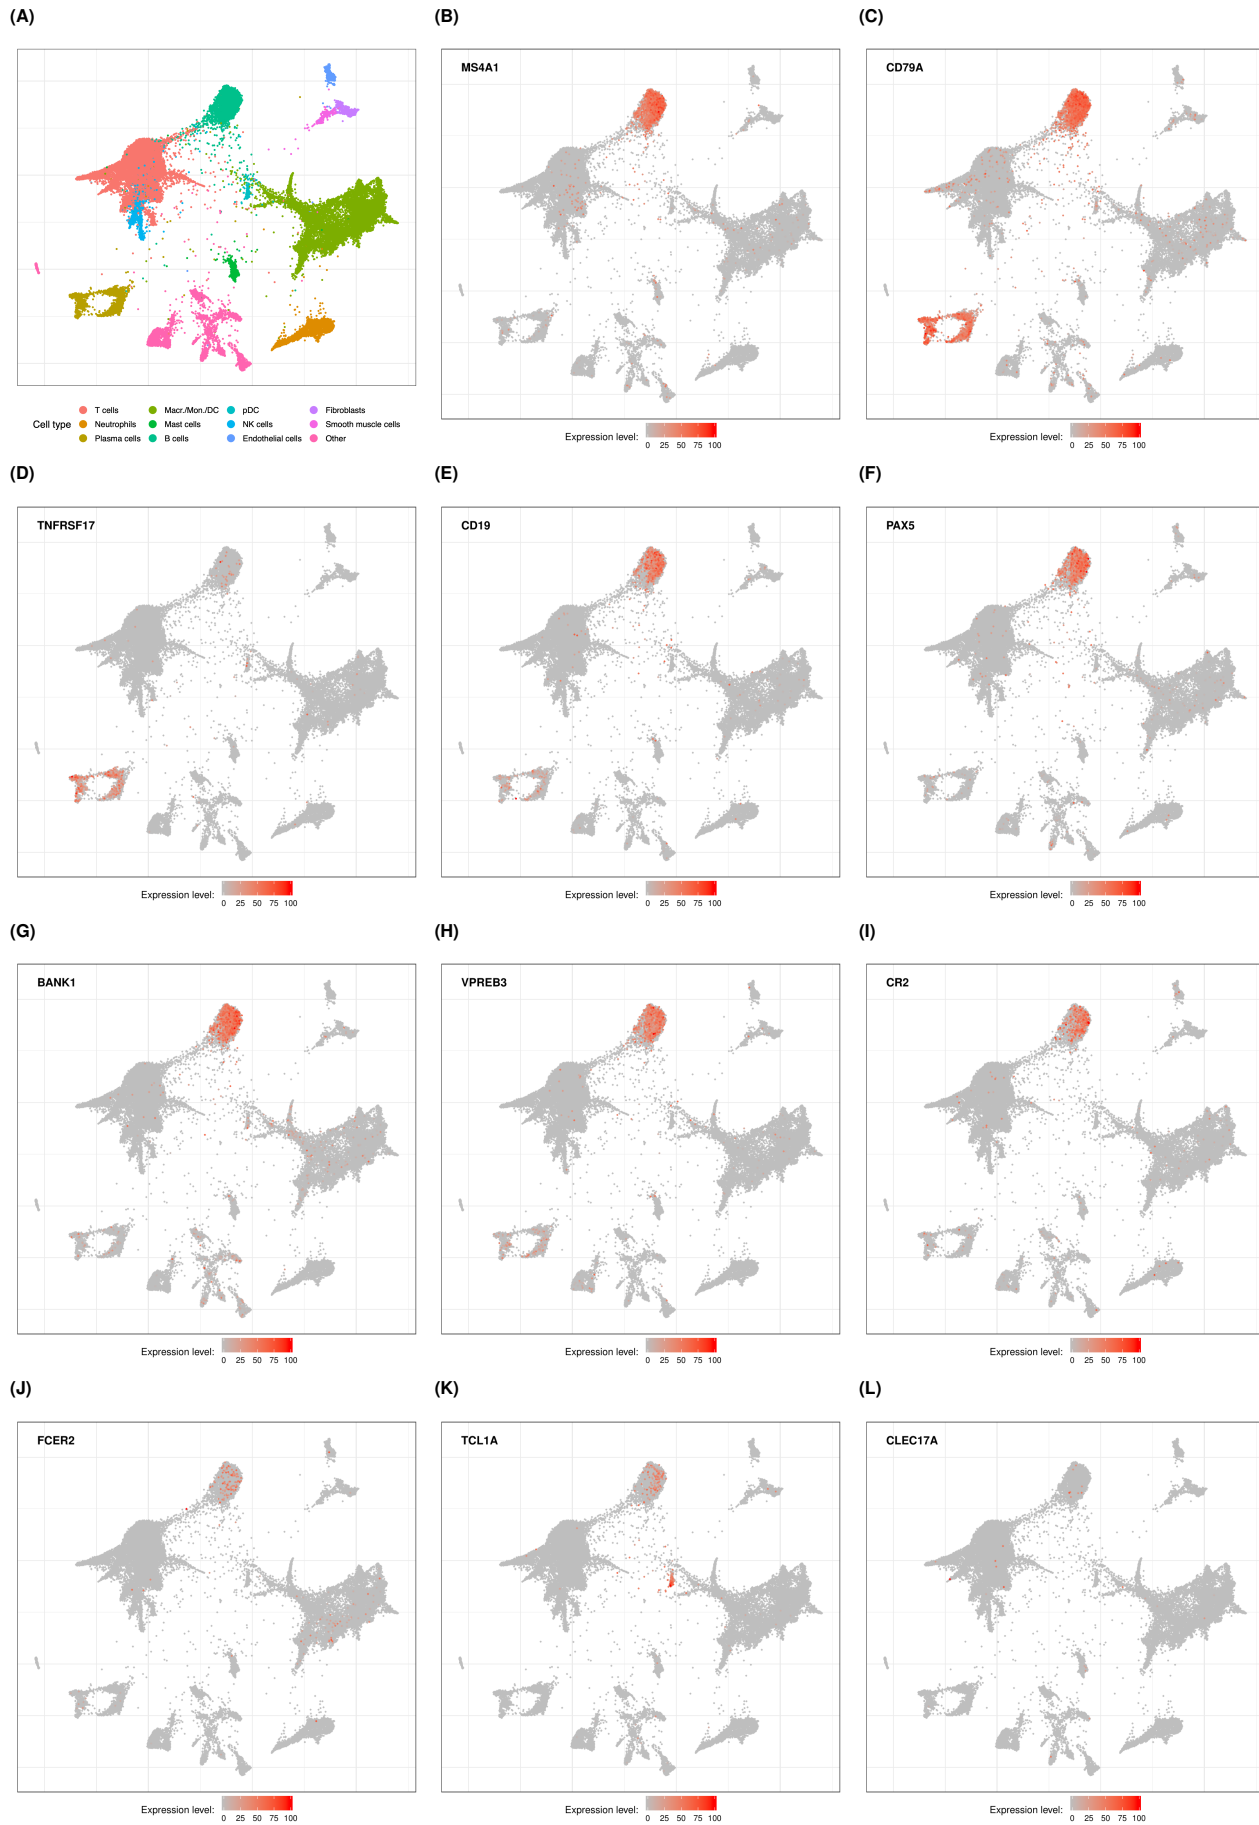 (A)
(B)
(C)
MS4A1
CD79A
T cells
Macr./Mon./DC
pDC
Fibroblasts
Cell type
Neutrophils
Mast cells
NK cells
Smooth muscle cells
Plasma cells
B cells
Endothelial cells
Other
Expression level:
0 25 50 75 100
Expression level:
0 25 50 75 100
(D)
(E)
(F)
TNFRSF17
CD19
PAX5
Expression level:
0 25 50 75 100
Expression level:
0 25 50 75 100
Expression level:
0 25 50 75 100
(G)
(H)
(I)
BANK1
VPREB3
CR2
Expression level:
0 25 50 75 100
Expression level:
0 25 50 75 100
Expression level:
0 25 50 75 100
(J)
(K)
(L)
FCER2
TCL1A
CLEC17A
Expression level:
0 25 50 75 100
Expression level:
0 25 50 75 100
Expression level:
0 25 50 75 100